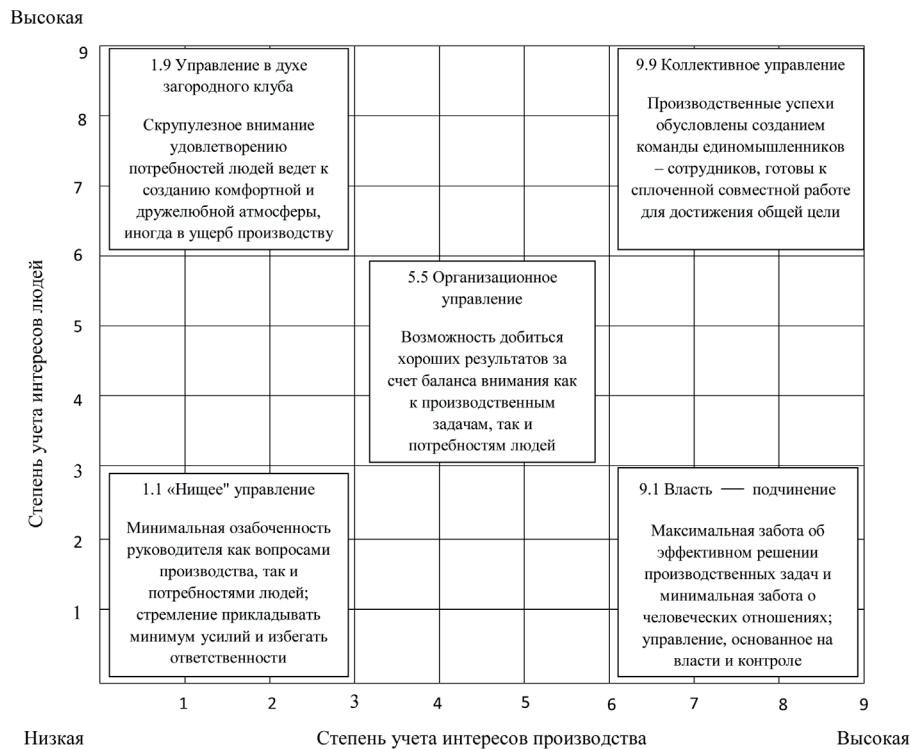 Высокая
9
1.9 Управление в духе
загородного клуба
Скрупулезное внимание
удовлетворению
потребностей людей ведет к
созданию комфортной и
дружелюбной атмосферы,
иногда в ущерб производству
9.9 Коллективное управление
Производственные успехи
обусловлены созданием
команды единомышленников
– сотрудников, готовы к
сплоченной совместной работе
для достижения общей цели
8
7
6
5.5 Организационное
управление
Возможность добиться
хороших результатов за
счет баланса внимания как
к производственным
задачам, так и
потребностям людей
5
4
3
Степень учета интересов людей
1.1 «Нищее" управление
Минимальная озабоченность
руководителя как вопросами
производства, так и
потребностями людей;
стремление прикладывать
минимум усилий и избегать
ответственности
9.1 Власть — подчинение
Максимальная забота об
эффективном решении
производственных задач и
минимальная забота о
человеческих отношениях;
управление, основанное на
власти и контроле
2
1
1 2 3 4 5 6 7 8 9
Низкая Степень учета интересов производства Высокая